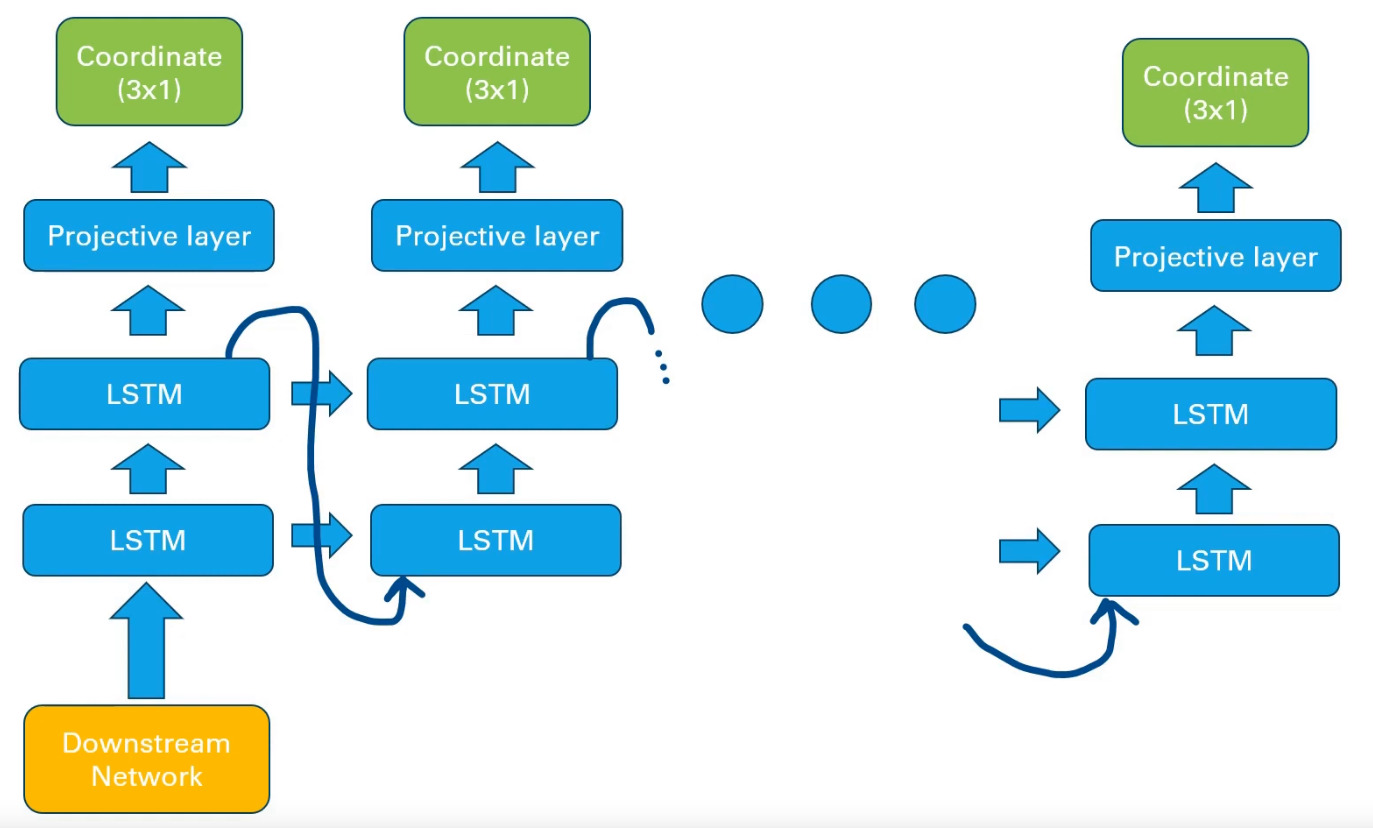 Coordinate
(3x1)
Coordinate
(3x1)
Coordinate
(3x1)
Projective layer
Projective layer
Projective layer
LSTM
LSTM
LSTM
LSTM
LSTM
LSTM
Downstream
Network